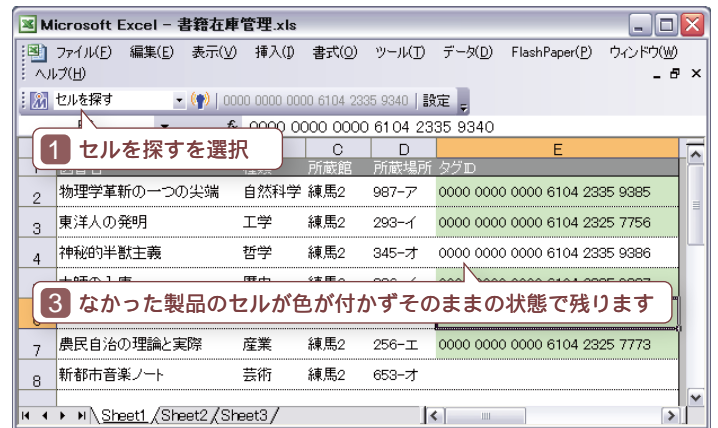 Microsoft Excel - 書籍在庫管理.xls
ファイル(F) 編集(E) 表示(V) 挿入(I) 書式(O) ツール(T) データ(D) FlashPaper(P) ウィンドウ(W)
ヘルプ(H)
セルを探す 0000 0000 0000 6104 2335 9340 設定
0000 0000 0000 6104 2335 9340
1 セルを探すを選択
C D E
1 所蔵館 所蔵場所 タグID
2 物理学革新の一つの尖端 自然科学 練馬2 987-ア 0000 0000 0000 6104 2335 9385
3 東洋人の発明 工学 練馬2 293-イ 0000 0000 0000 6104 2325 7756
4 神秘的半獣主義 哲学 練馬2 345-オ 0000 0000 0000 6104 2335 9386
3 なかった製品のセルが色が付かずそのままの状態で残ります
7 農民自治の理論と実際 産業 練馬2 256-エ 0000 0000 0000 6104 2325 7773
8 新都市音楽ノート 芸術 練馬2 653-オ
Sheet1 / Sheet2 / Sheet3 /